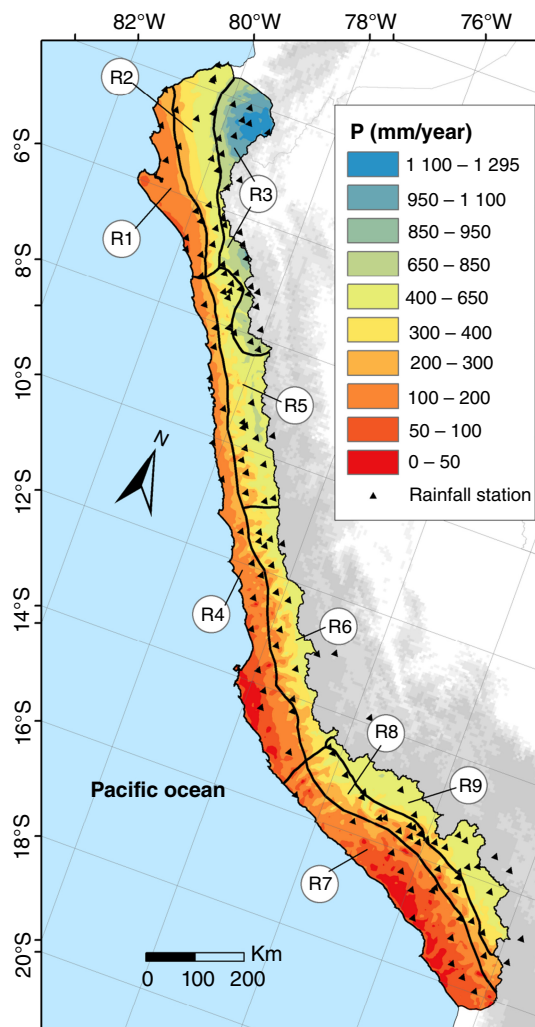 82°W
80°W
78°W
76°W
R2
P (mm/year)
1 100 – 1 295
950 – 1 100
850 – 950
650 – 850
400 – 650
300 – 400
200 – 300
100 – 200
50 – 100
0 – 50
Rainfall station
6°S
R3
R1
8°S
10°S
R5
N
12°S
R4
14°S
R6
16°S
R8
Pacific ocean
R9
18°S
R7
Km
0 100 200
20°S